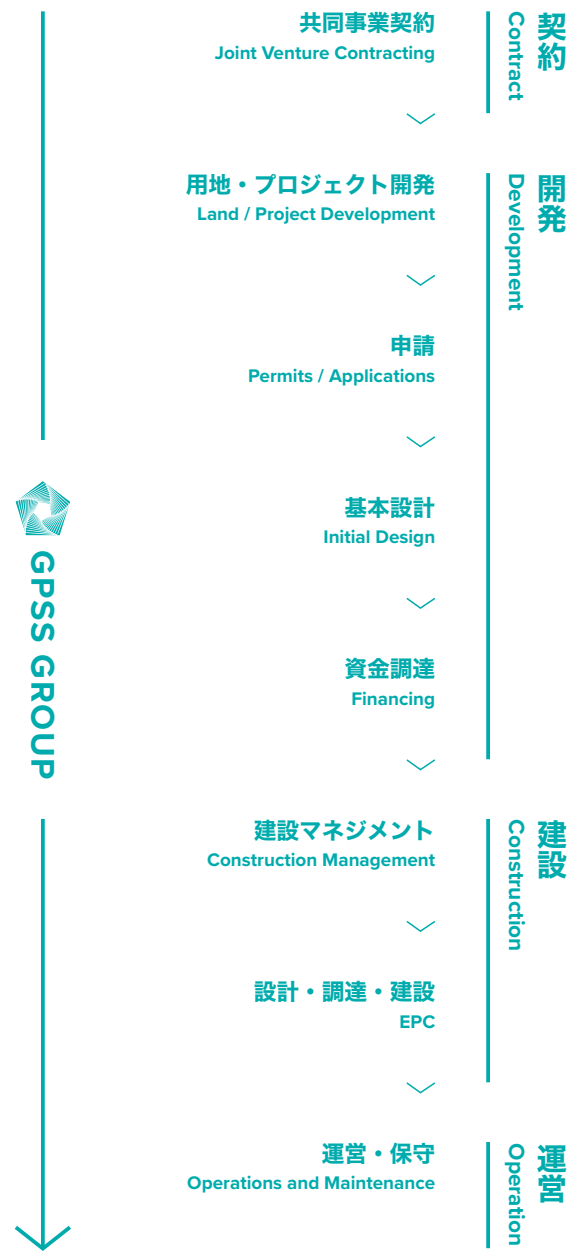 契約
Contract
共同事業契約
Joint Venture Contracting
開発
Development
用地・プロジェクト開発
Land / Project Development
申請
Permits / Applications
基本設計
Initial Design
資金調達
Financing
GPSS GROUP
建設
Construction
建設マネジメント
Construction Management
設計・調達・建設
EPC
運営
Operation
運営・保守
Operations and Maintenance